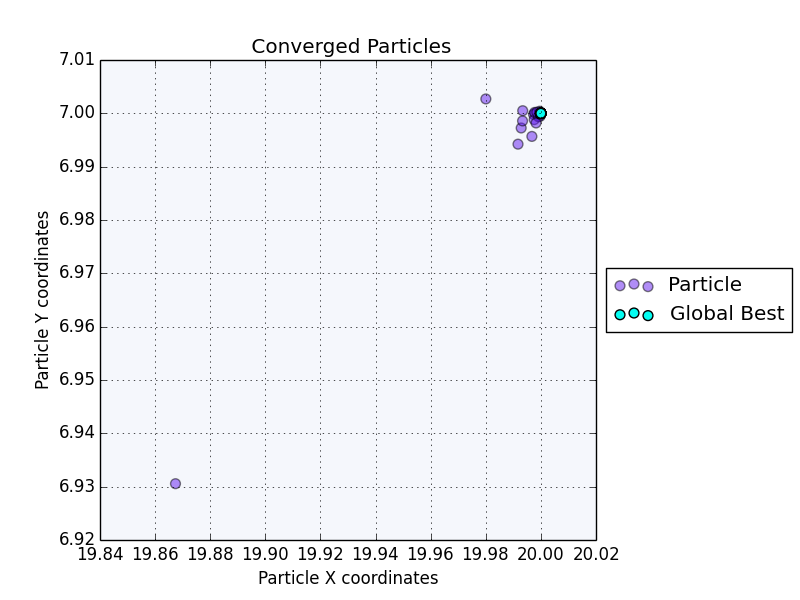 Converged Particles
7.01
7.00
6.99
6.98
6.97
6.96
6.95
6.94
6.93
6.92
Particle Y coordinates
19.84 19.86 19.88 19.90 19.92 19.94 19.96 19.98 20.00 20.02
Particle X coordinates
Particle
Global Best